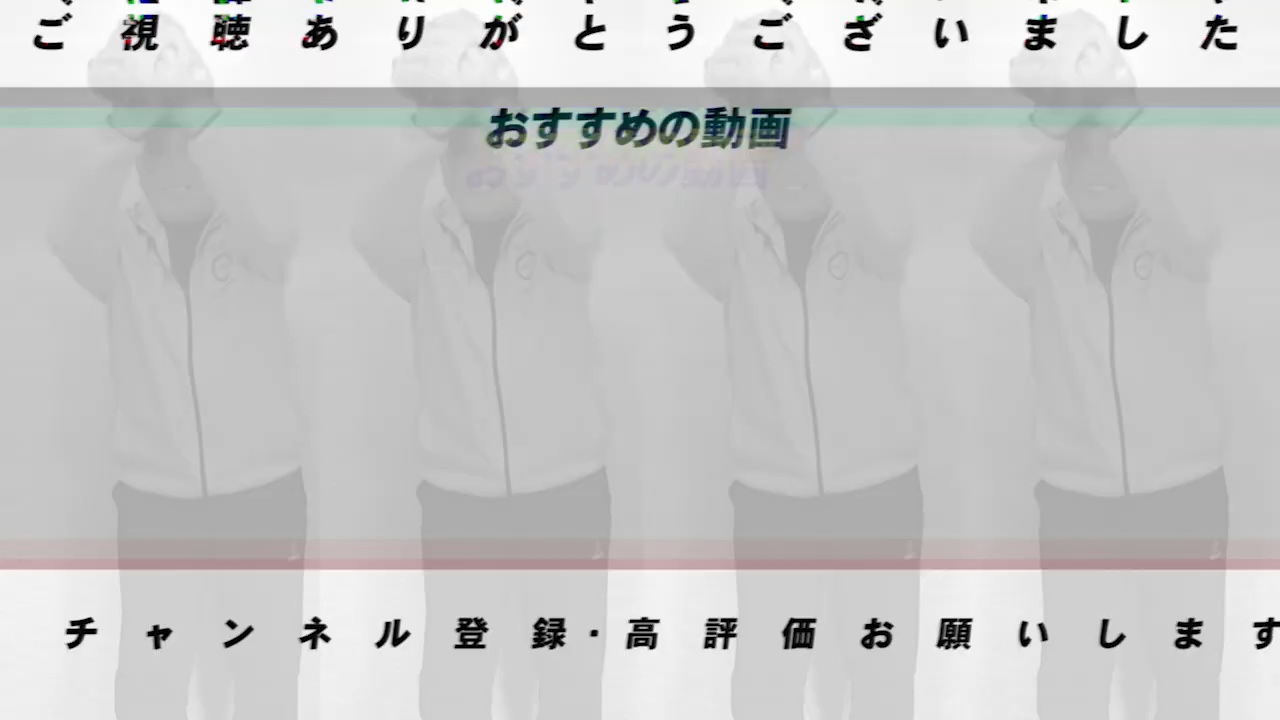 ご視聴ありがとうございました
おすすめの動画
チャンネル登録・高評価お願いします